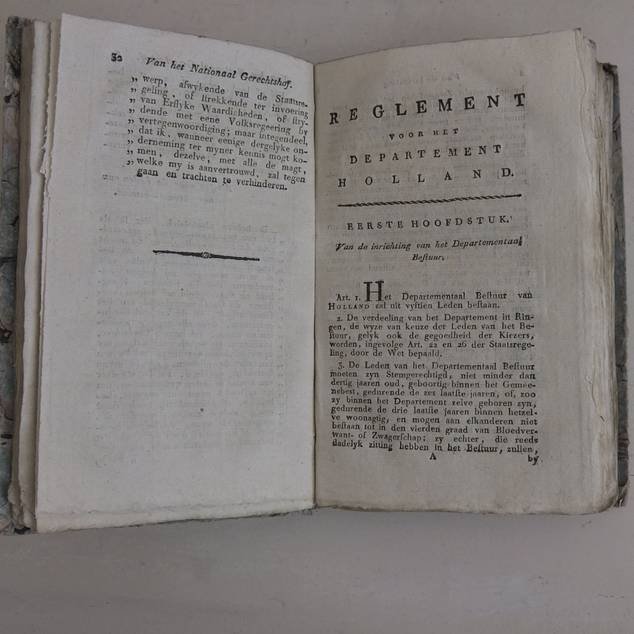 30 Van het Nationaal Gerechtshof.
„ werp, afwykende van de Staatsre-
„ geling, of strekkende ter invoering
„ van Erflyke Waardigheden, of stry-
„ dende met eene Volksregeering by
„ vertegenwoordiging; maar integendeel,
„ dat ik, wanneer eenige dergelyke on-
„ derneming ter myner kennis mogt ko-
„ men, dezelve, met alle de magt,
„ welke my is aanvertrouwd, zal tegen
gaan en trachten te verhinderen.
REGLEMENT
VOOR HET
DEPARTEMENT
HOLLAND.
EERSTE HOOFDSTUK.
Van de inrichting van het Departementaal
Bestuur.
Art. 1. Het Departementaal Bestuur van
HOLLAND zal uit vyftien Leden bestaan.
2. De verdeeling van het Departement in Rin-
gen, de wyze van keuze der Leden van het Be-
stuur, gelyk ook de gegoedheid der Kiezers,
worden, ingevolge Art. 22 en 26 der Staatsrege-
ling, door de Wet bepaald.
3. De Leden van het Departementaal Bestuur
moeten zyn Stemgerechtigd, niet minder dan
dertig jaaren oud, geboortig binnen het Gemee-
nebest, gedurende de zes laatste jaaren, of, zoo
zy binnen het Departement zelve geboren zyn,
gedurende de drie laatste jaaren binnen hetzel-
ve woonagtig, en mogen aan elkanderen niet
bestaan tot in den vierden graad van Bloedver-
want- of Zwagerschap; zy echter, die reeds
dadelyk zitting hebben in het Bestuur, zullen,
A by